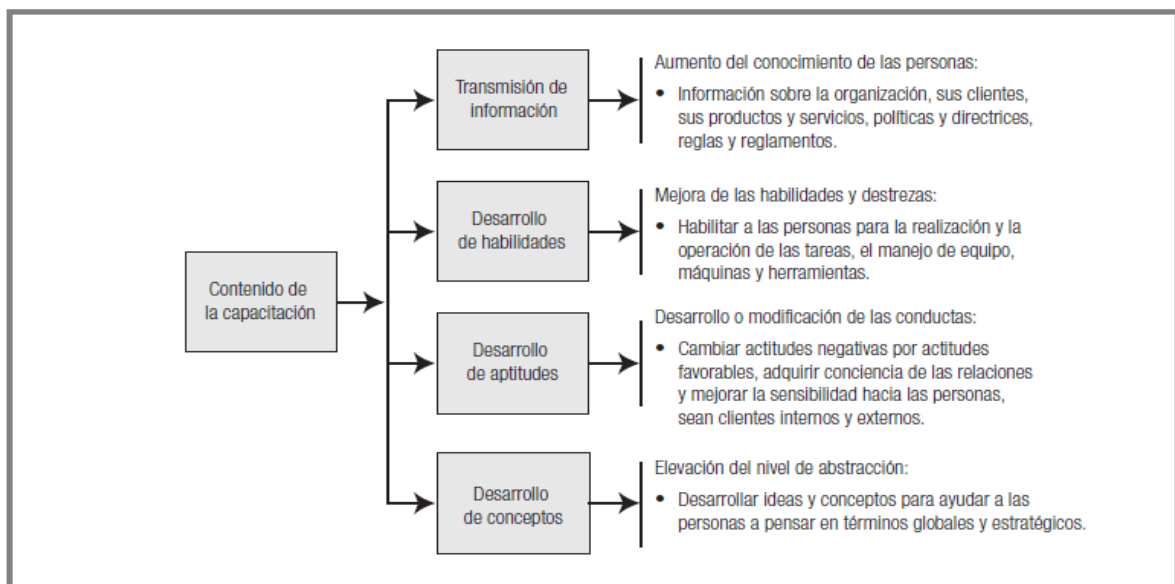 Contenido de
la capacitación
Transmisión de
información
Aumento del conocimiento de las personas:
• Información sobre la organización, sus clientes,
sus productos y servicios, políticas y directrices,
reglas y reglamentos.
Desarrollo
de habilidades
Mejora de las habilidades y destrezas:
• Habilitar a las personas para la realización y la
operación de las tareas, el manejo de equipo,
máquinas y herramientas.
Desarrollo
de aptitudes
Desarrollo o modificación de las conductas:
• Cambiar actitudes negativas por actitudes
favorables, adquirir conciencia de las relaciones
y mejorar la sensibilidad hacia las personas,
sean clientes internos y externos.
Desarrollo
de conceptos
Elevación del nivel de abstracción:
• Desarrollar ideas y conceptos para ayudar a las
personas a pensar en términos globales y estratégicos.